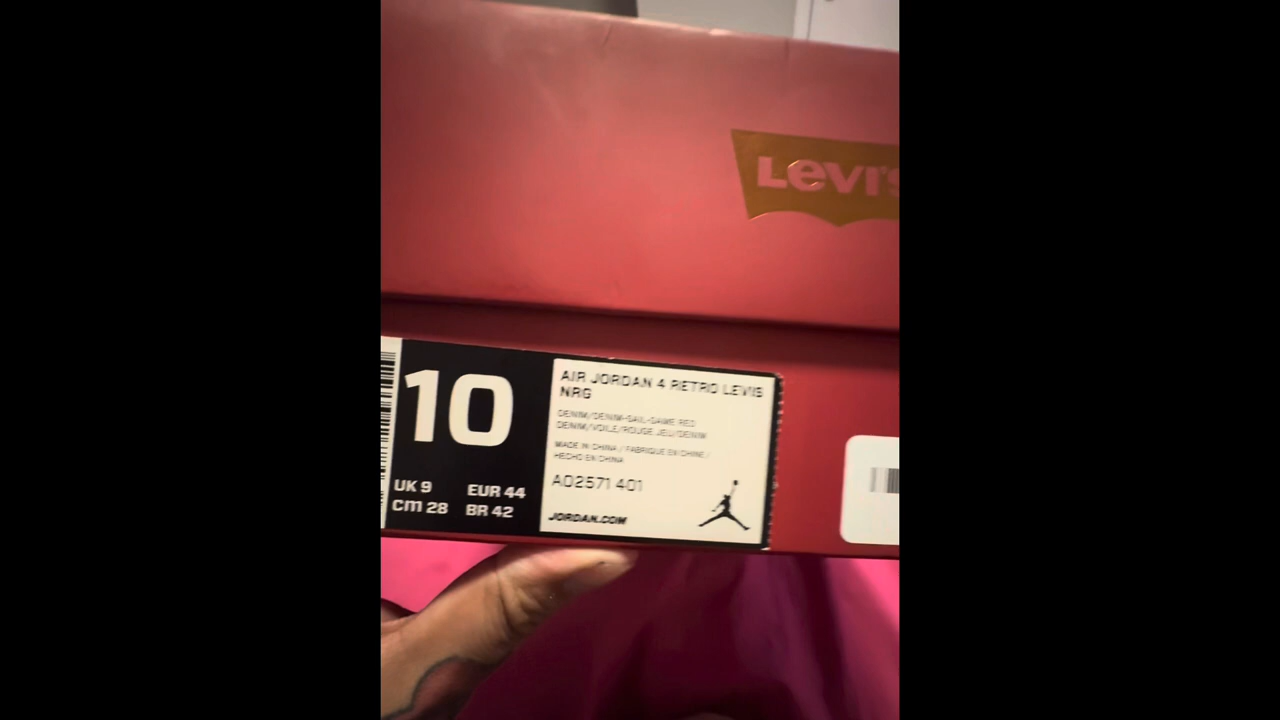 Levi's
10
UK 9 EUR 44
CM 28 BR 42
AIR JORDAN 4 RETRO LEVIS
NRG
DENIM/DENIM-SAIL-GAME RED
DENIM/VOILE/ROUGE JEU/DENIM
MADE IN CHINA / FABRIQUE EN CHINE /
HECHO EN CHINA
AO2571 401
JORDAN.COM